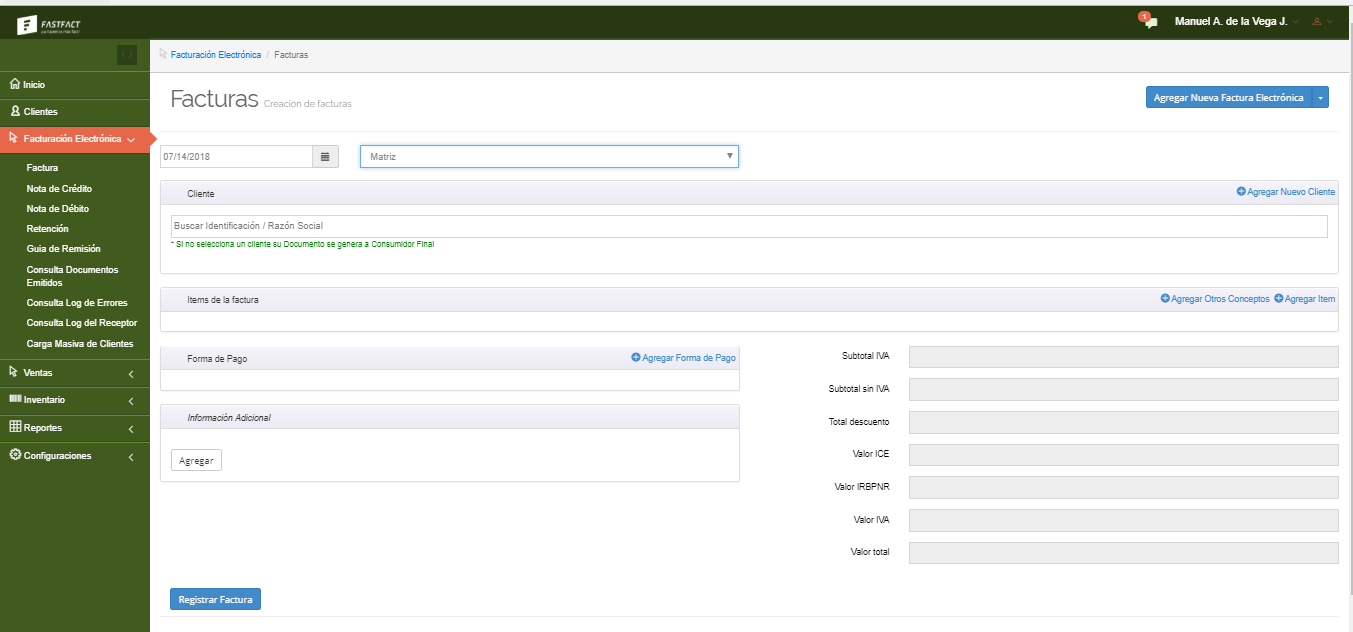 FASTFACT
1
Manuel A. de la Vega J.
Facturación Electrónica / Facturas
Inicio
Clientes
Facturación Electrónica
Factura
Nota de Crédito
Nota de Débito
Retención
Guia de Remisión
Consulta Documentos
Emitidos
Consulta Log de Errores
Consulta Log del Receptor
Carga Masiva de Clientes
Ventas
Inventario
Reportes
Configuraciones
Facturas Creación de facturas
Agregar Nueva Factura Electrónica
07/14/2018
Matriz
Cliente
Agregar Nuevo Cliente
Buscar Identificación / Razón Social
* Si no selecciona un cliente su Documento se genera a Consumidor Final
Items de la factura
Agregar Otros Conceptos
Agregar Item
Forma de Pago
Agregar Forma de Pago
Información Adicional
Agregar
Subtotal IVA
Subtotal sin IVA
Total descuento
Valor ICE
Valor IRBPNR
Valor IVA
Valor total
Registrar Factura